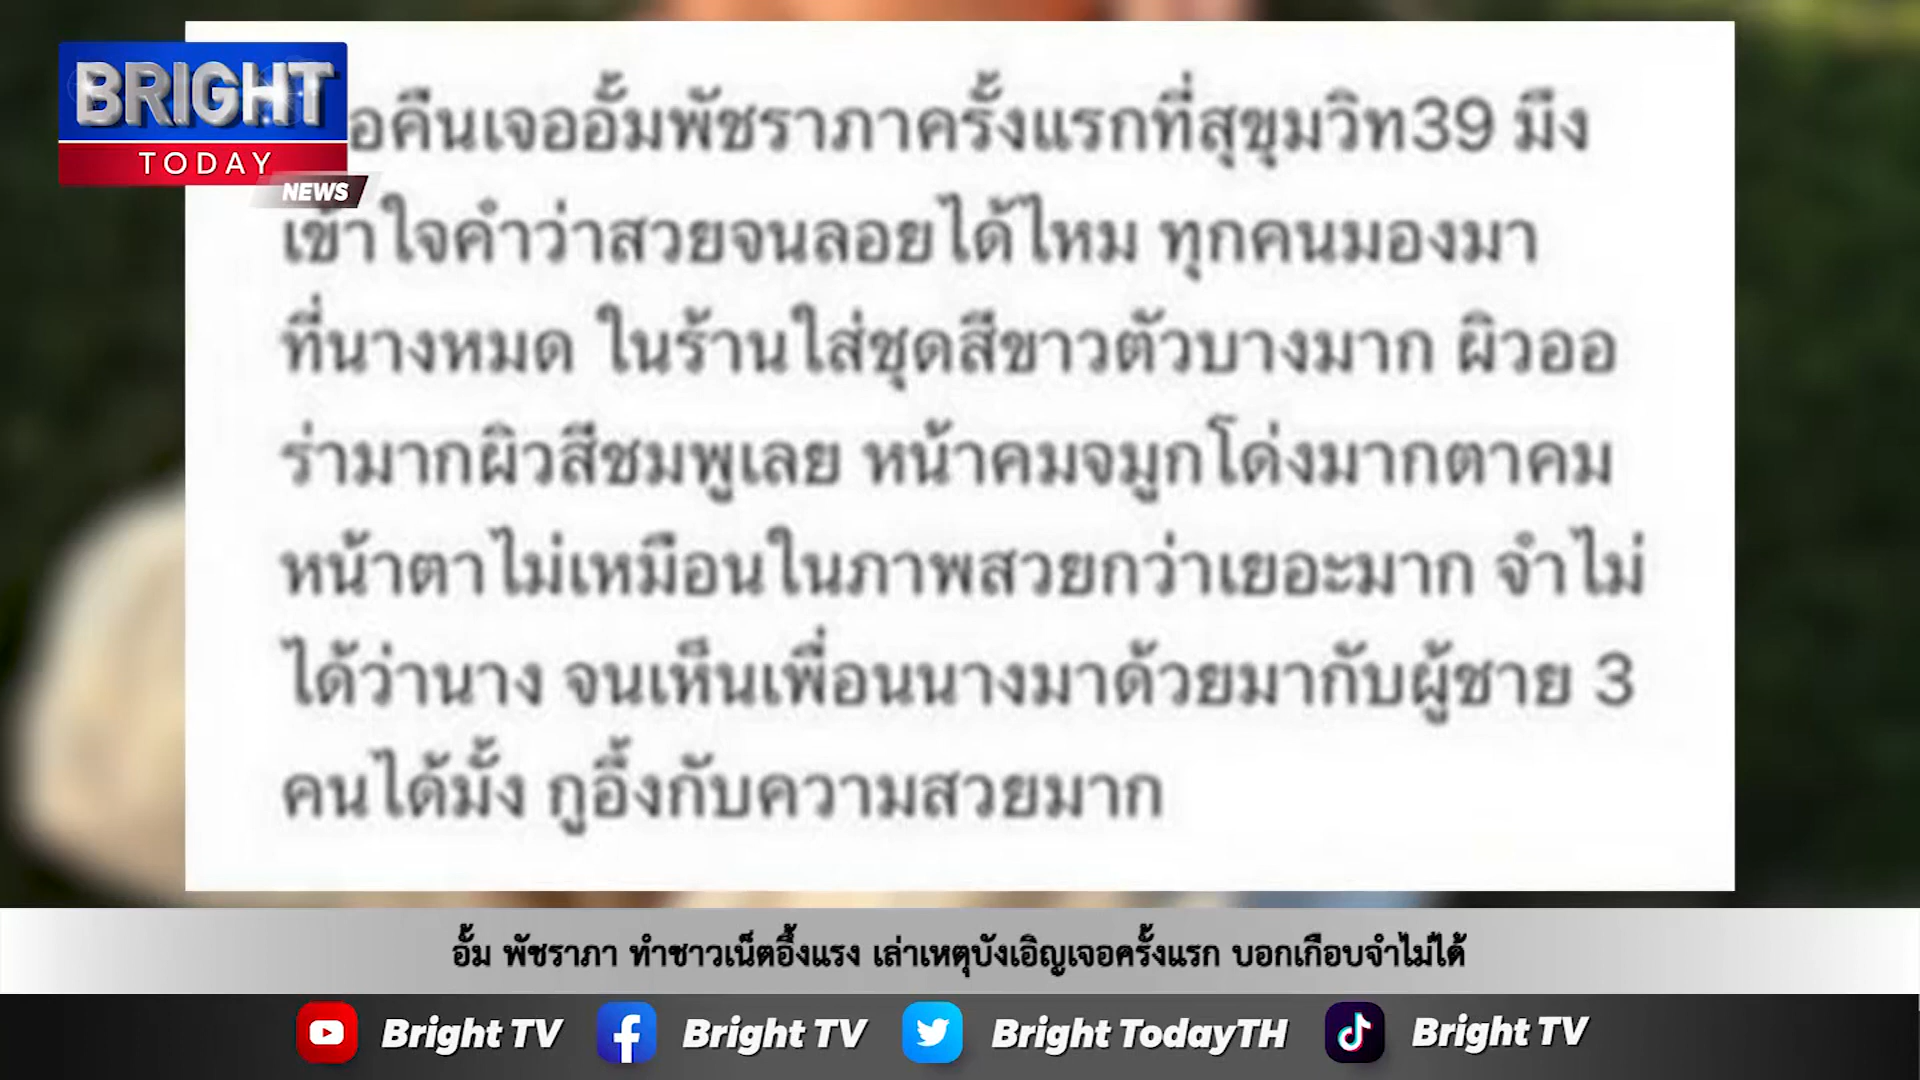 BRIGHT
TODAY
NEWS
คืนเจออั้มพัชราภาครั้งแรกที่สุขุมวิท39 มึง
เข้าใจคำว่าสวยจนลอยได้ไหม ทุกคนมองมา
ที่นางหมด ในร้านใส่ชุดสีขาวตัวบางมาก ผิวออ
ร่ามากผิวสีชมพูเลย หน้าคมจมูกโด่งมากตาคม
หน้าตาไม่เหมือนในภาพสวยกว่าเยอะมาก จำไม่
ได้ว่านาง จนเห็นเพื่อนนางมาด้วยมากับผู้ชาย 3
คนได้มั้ง กูอึ้งกับความสวยมาก
อั้ม พัชราภา ทำชาวเน็ตอึ้งแรง เล่าเหตุบังเอิญเจอครั้งแรก บอกเกือบจำไม่ได้
Bright TV Bright TV Bright TodayTH Bright TV